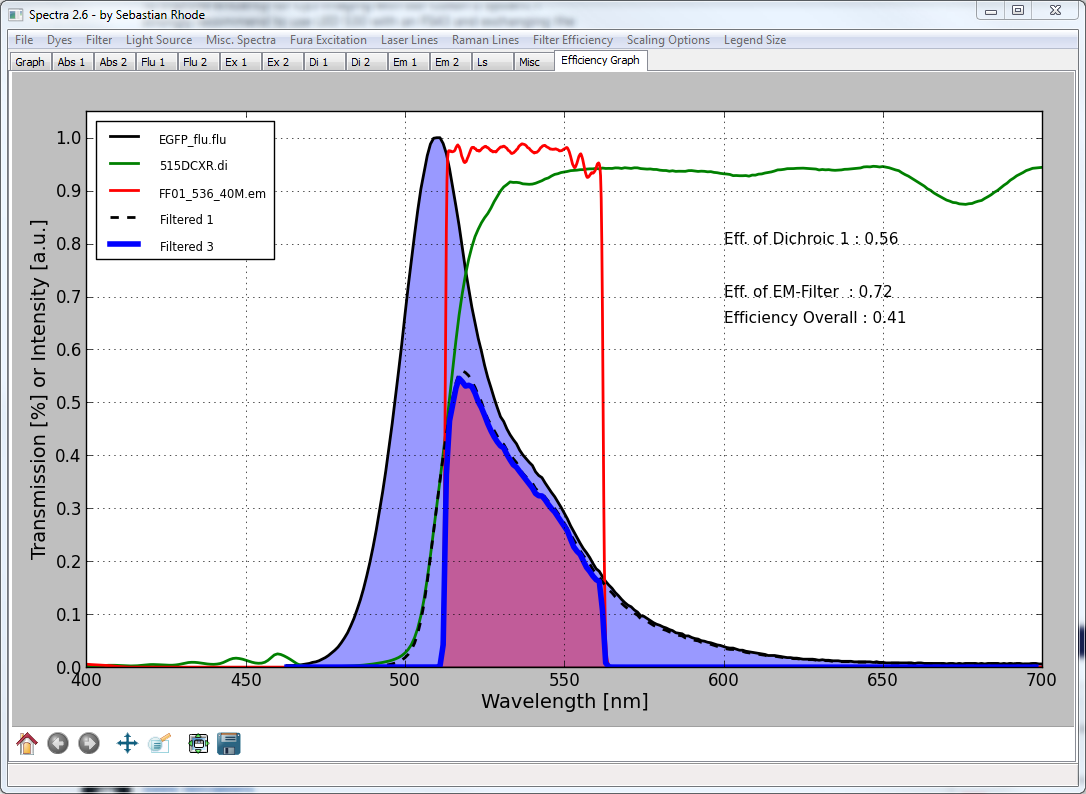 Spectra 2.6 - by Sebastian Rhode
File Dyes Filter Light Source Misc. Spectra Fura Excitation Laser Lines Raman Lines Filter Efficiency Scaling Options Legend Size
Graph Abs 1 Abs 2 Flu 1 Flu 2 Ex 1 Ex 2 Di 1 Di 2 Em 1 Em 2 Ls Misc Efficiency Graph
EGFP_flu.flu
515DCXR.di
FF01_536_40M.em
Filtered 1
Filtered 3
Eff. of Dichroic 1 : 0.56
Eff. of EM-Filter : 0.72
Efficiency Overall : 0.41
Transmission [%] or Intensity [a.u.]
1.0
0.9
0.8
0.7
0.6
0.5
0.4
0.3
0.2
0.1
0.0
400 450 500 550 600 650 700
Wavelength [nm]